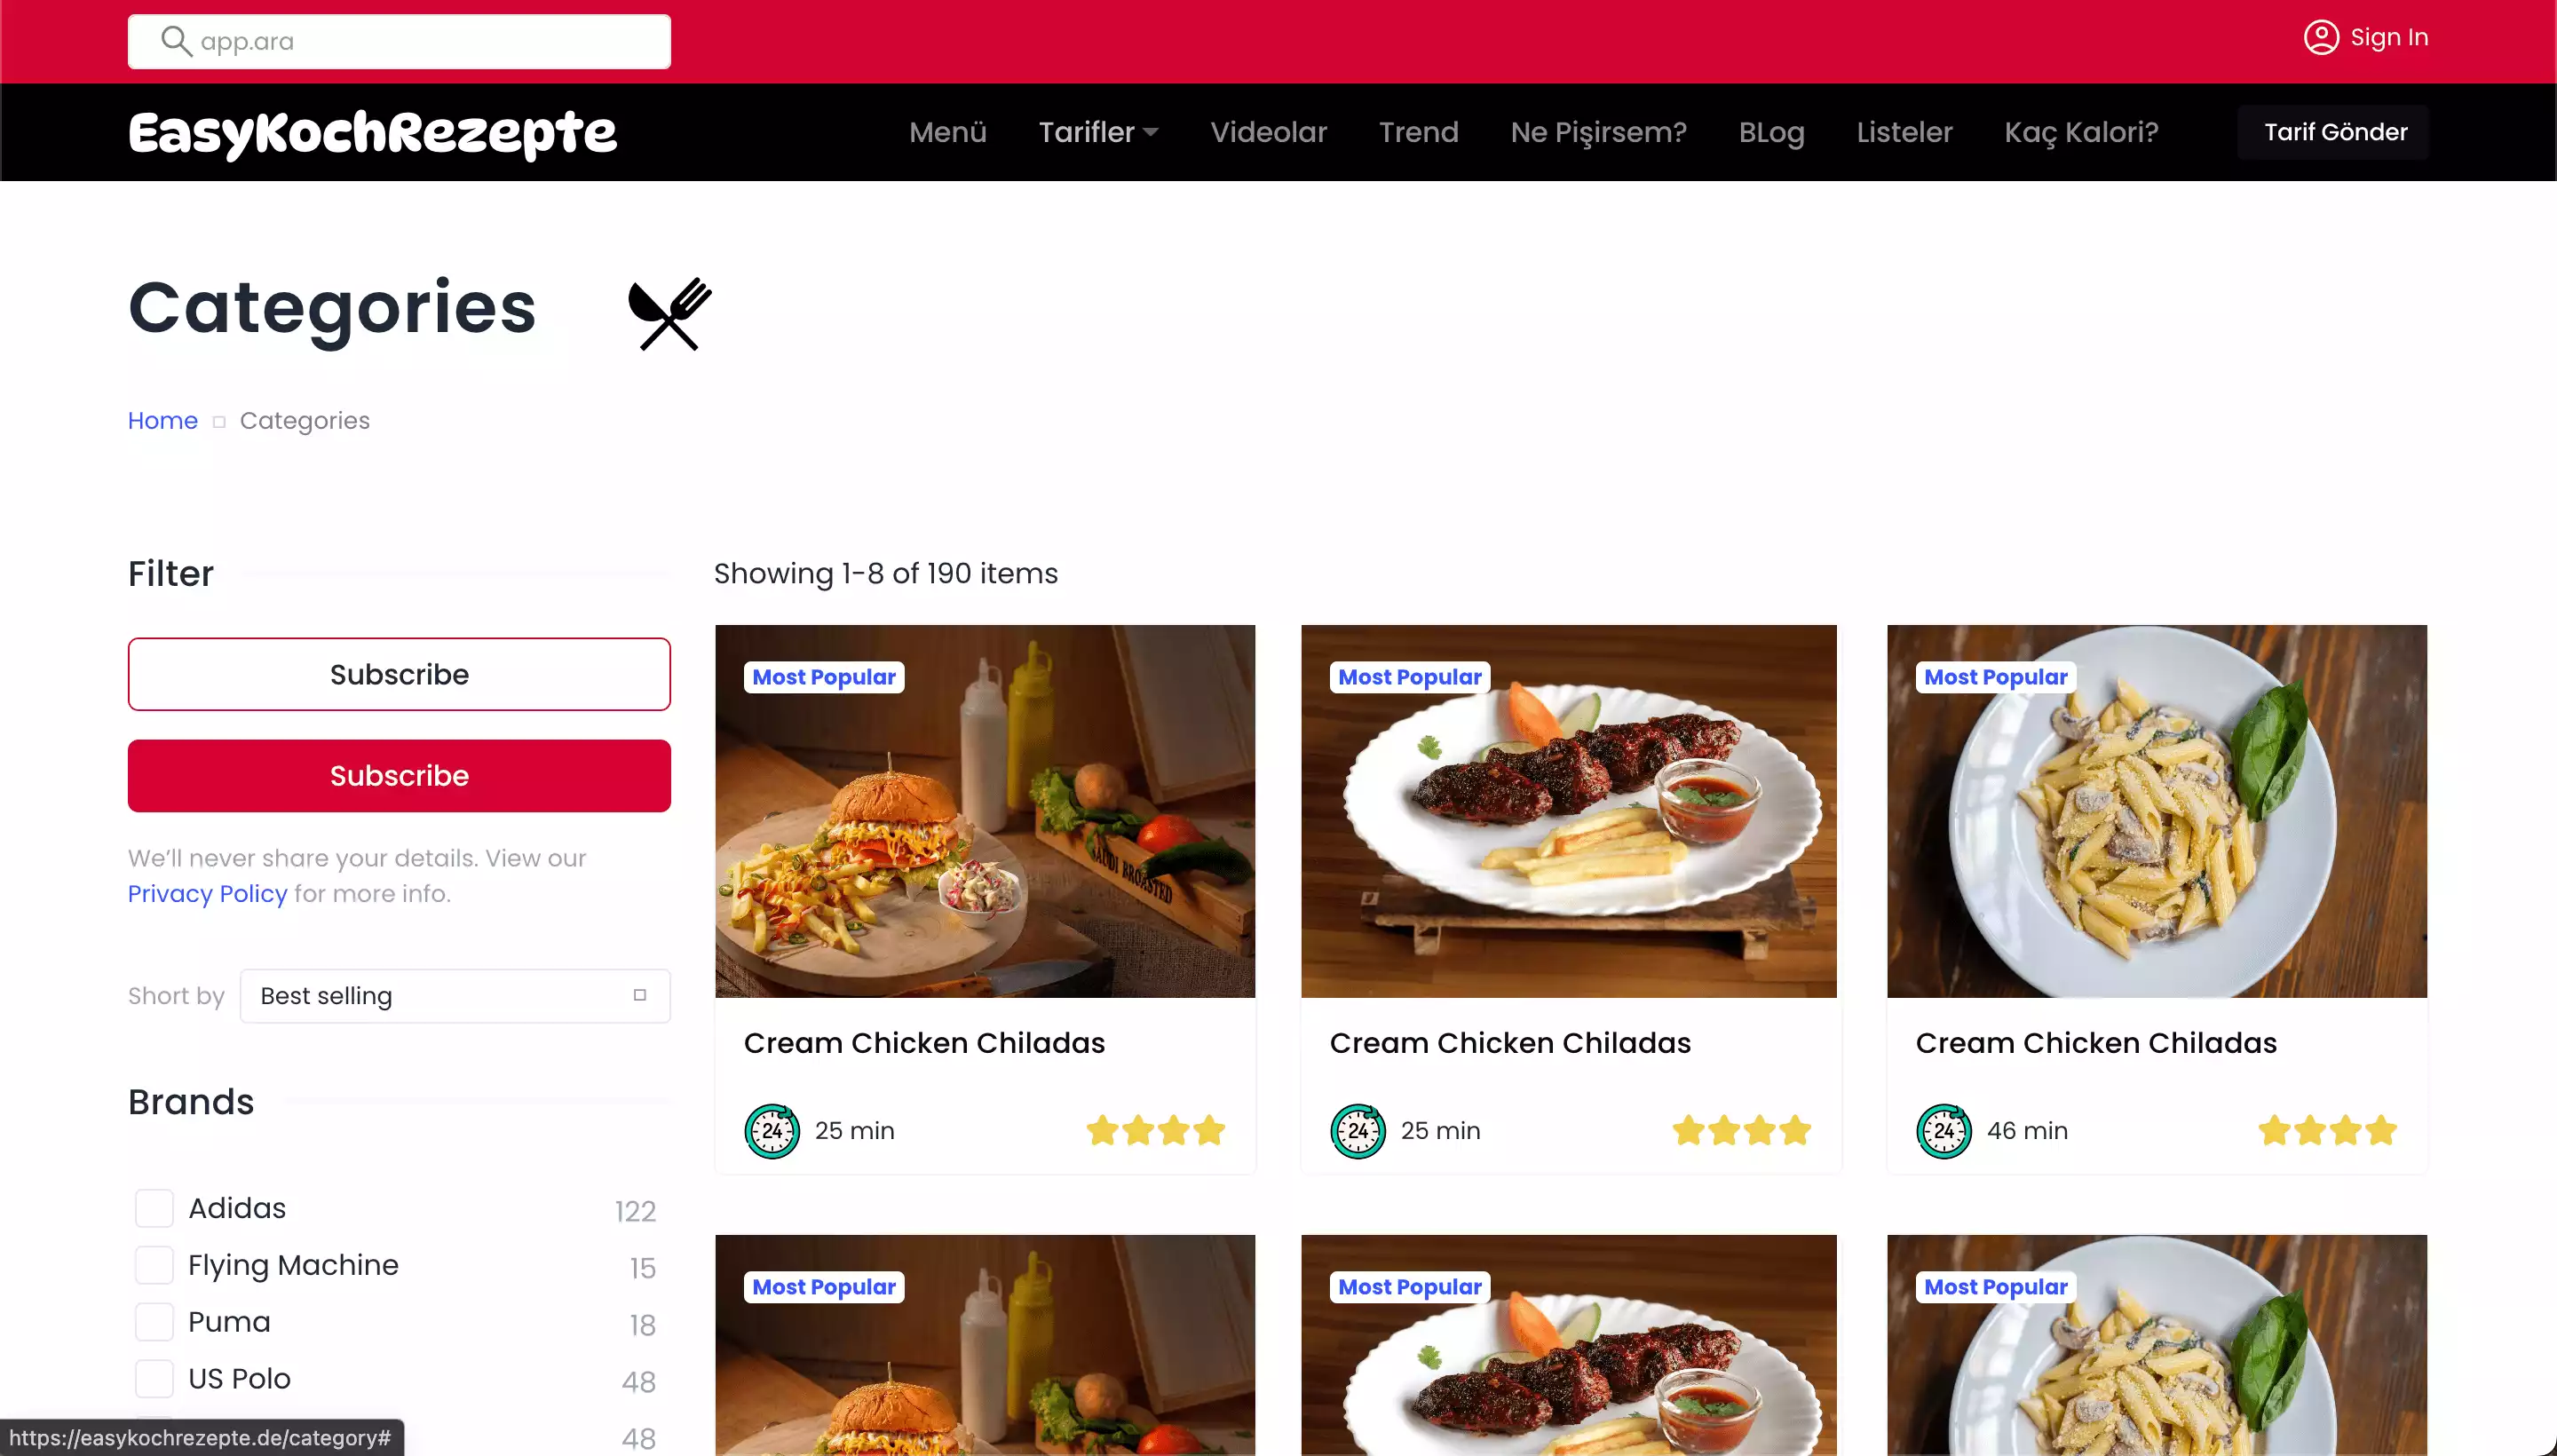 app.ara
Sign In
EasyKochRezepte
Menü Tarifler Videolar Trend Ne Pişirsem? BLog Listeler Kaç Kalori? Tarif Gönder
Categories
Home Categories
Filter
Subscribe
Subscribe
We'll never share your details. View our
Privacy Policy for more info.
Short by Best selling
Brands
Adidas 122
Flying Machine 15
Puma 18
US Polo 48
48
https://easykochrezepte.de/category#
Showing 1-8 of 190 items
Most Popular
SAUDI BROASTED
Cream Chicken Chiladas
24 25 min
Most Popular
Cream Chicken Chiladas
24 25 min
Most Popular
Cream Chicken Chiladas
24 46 min
Most Popular
Most Popular
Most Popular